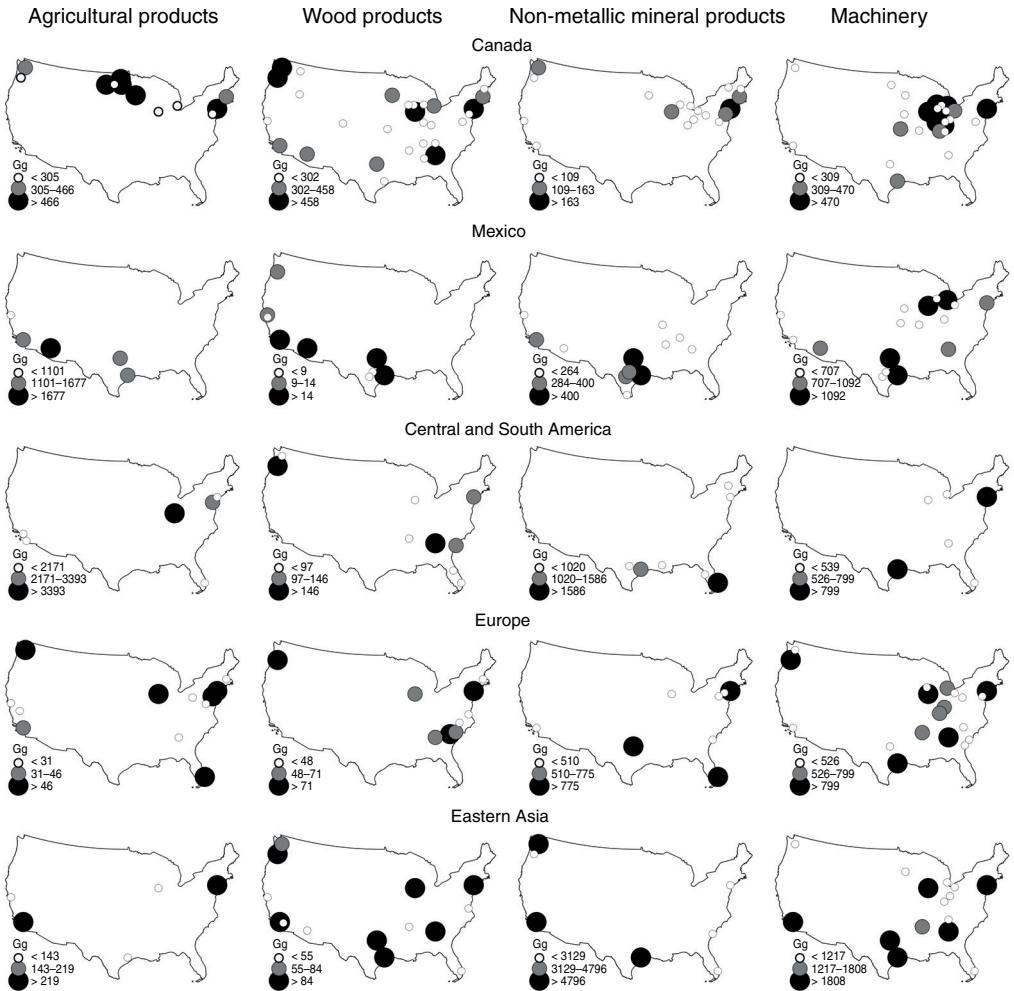 Agricultural products Wood products Non-metallic mineral products Machinery
Canada
Gg Gg Gg Gg
< 305 < 302 < 109 < 309
305–466 302–458 109–163 309–470
> 466 > 458 > 163 > 470
Mexico
Gg Gg Gg Gg
< 1101 < 9 < 264 < 707
1101–1677 9–14 284–400 707–1092
> 1677 > 14 > 400 > 1092
Central and South America
Gg Gg Gg Gg
< 2171 < 97 < 1020 < 539
2171–3393 97–146 1020–1586 526–799
> 3393 > 146 > 1586 > 799
Europe
Gg Gg Gg Gg
< 31 < 48 < 510 < 526
31–46 48–71 510–775 526–799
> 46 > 71 > 775 > 799
Eastern Asia
Gg Gg Gg Gg
< 143 < 55 < 3129 < 1217
143–219 55–84 3129–4796 1217–1808
> 219 > 84 > 4796 > 1808